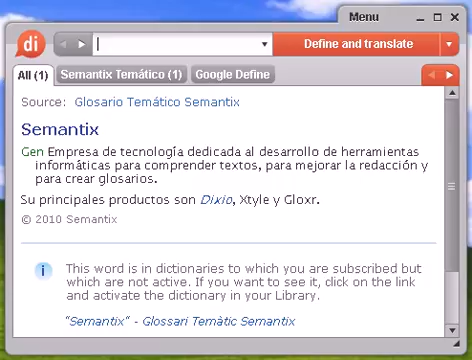 Menu
di
Define and translate
All (1)
Semantix Temático (1)
Google Define
Source: Glosario Temático Semantix
Semantix
Gen Empresa de tecnología dedicada al desarrollo de herramientas
informáticas para comprender textos, para mejorar la redacción y
para crear glosarios.
Su principales productos son Dixio, Xtyle y Gloxr.
© 2010 Semantix
i
This word is in dictionaries to which you are subscribed but
which are not active. If you want to see it, click on the link
and activate the dictionary in your Library.
"Semantix" - Glossari Temàtic Semantix